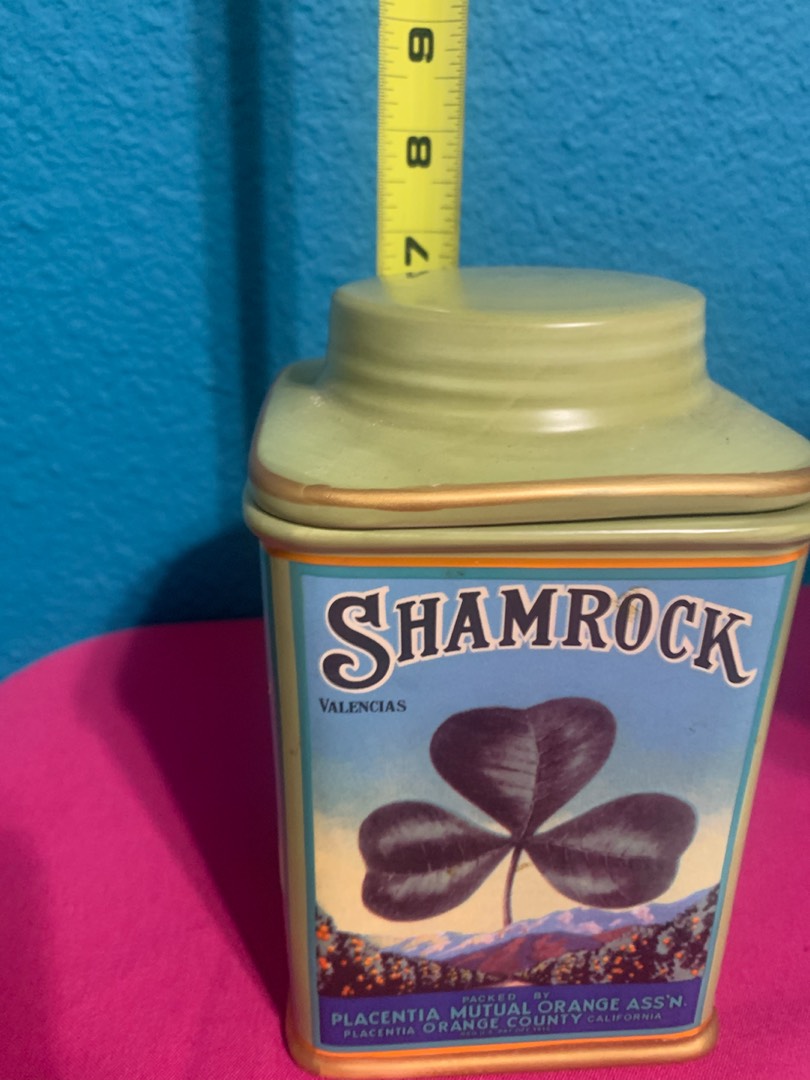 9
8
7
SHAMROCK
VALENCIAS
PACKED BY
PLACENTIA MUTUAL ORANGE ASS'N.
PLACENTIA ORANGE COUNTY CALIFORNIA